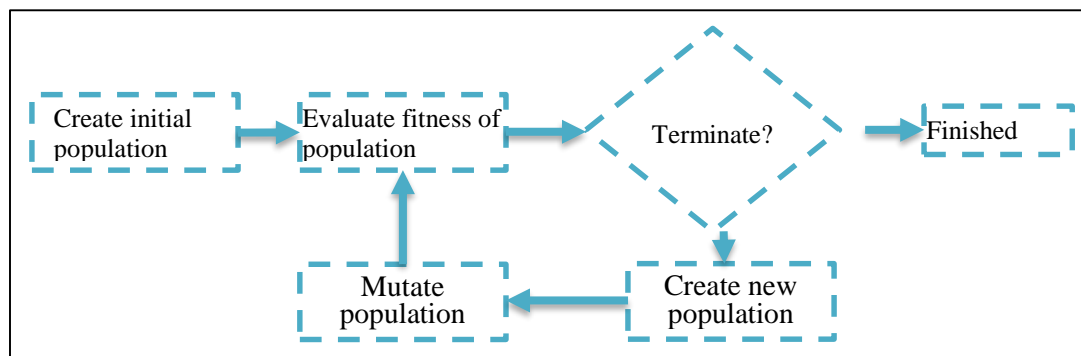 Create initial
population
Evaluate fitness of
population
Terminate?
Finished
Mutate
population
Create new
population